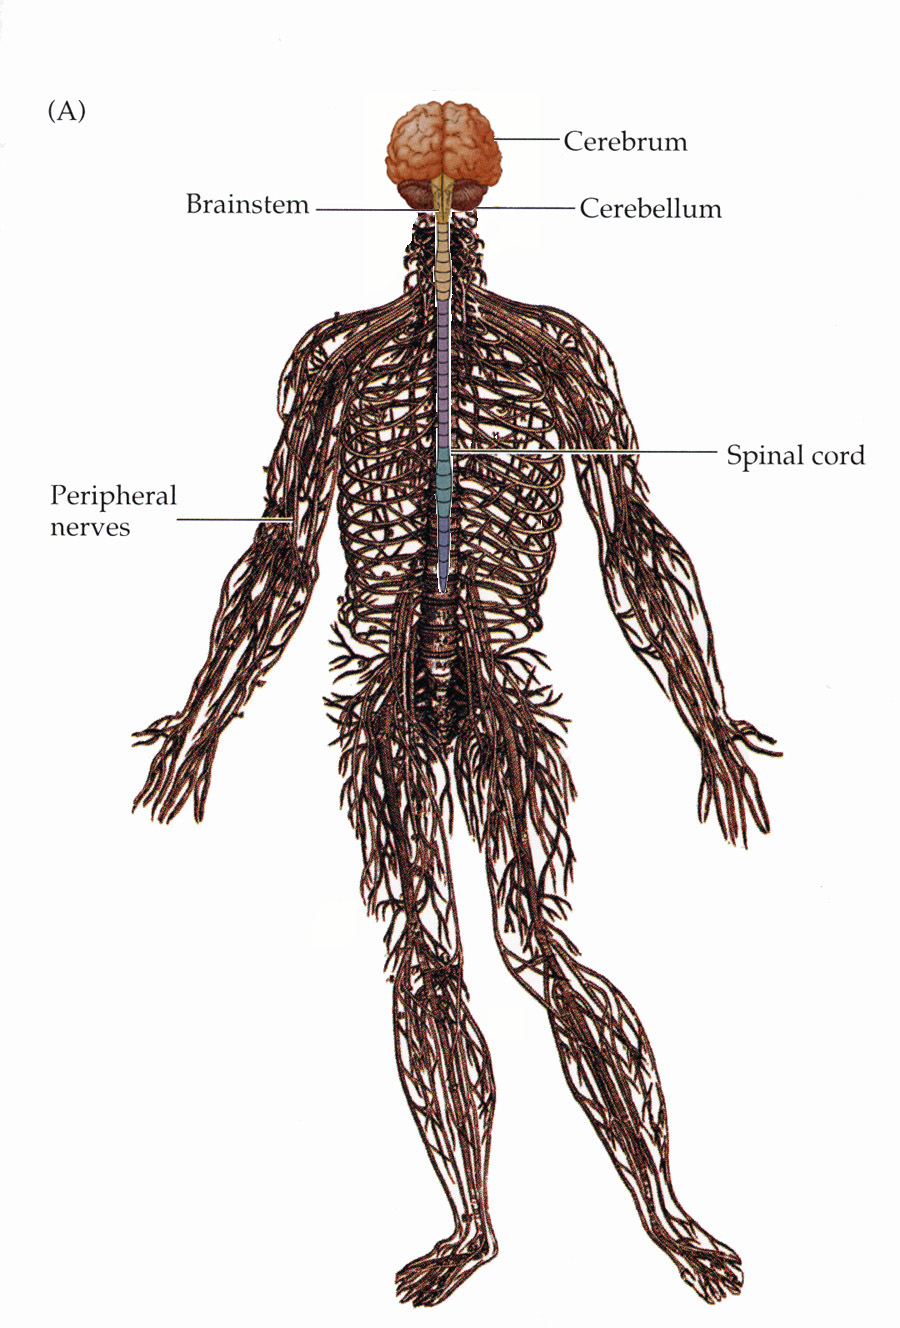 (A)
Cerebrum
Brainstem
Cerebellum
Spinal cord
Peripheral
nerves